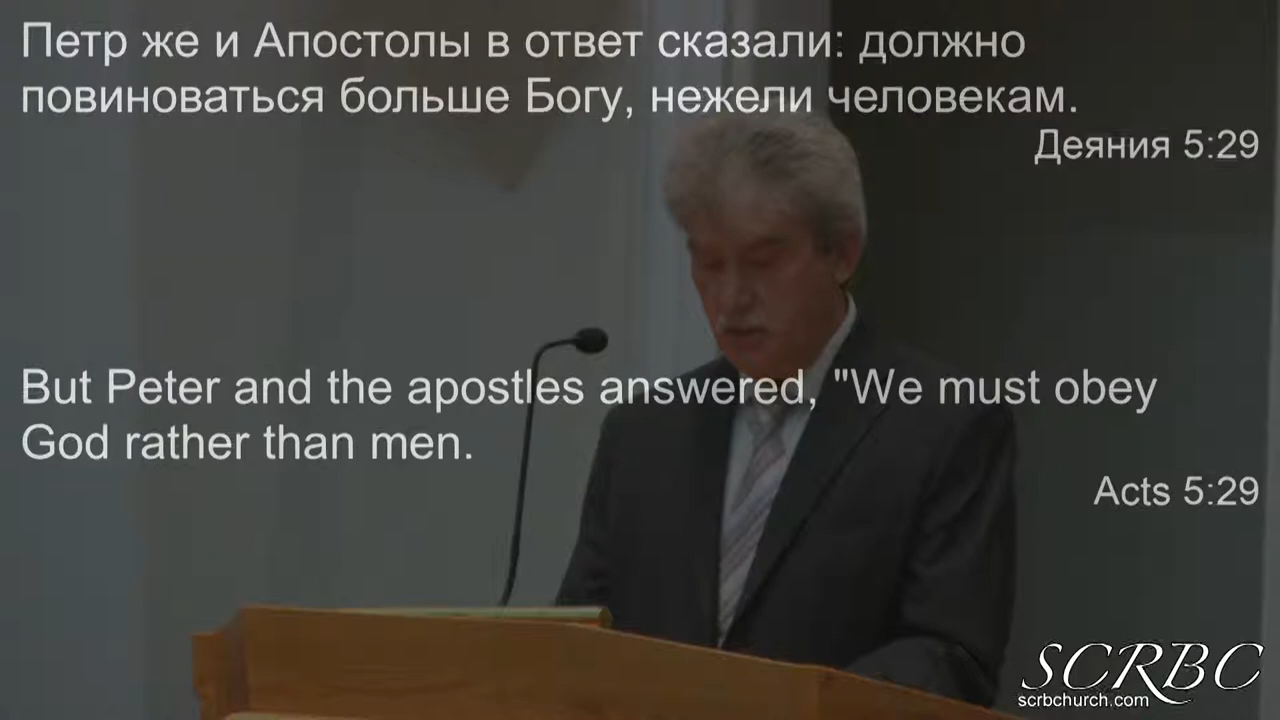 Петр же и Апостолы в ответ сказали: должно
повиноваться больше Богу, нежели человекам.
Деяния 5:29
But Peter and the apostles answered, "We must obey
God rather than men.
Acts 5:29
SCRBC
scrbchurch.com